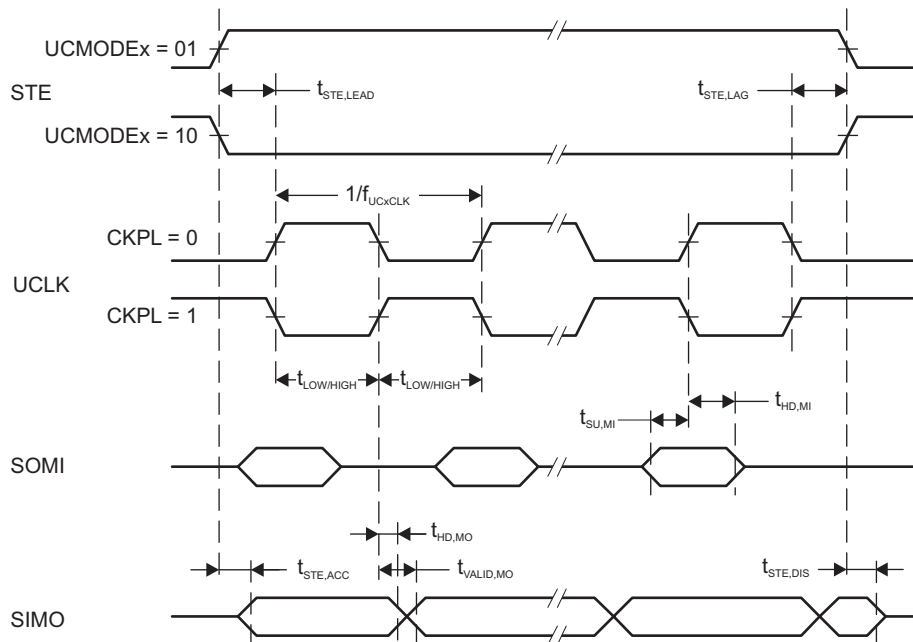 UCMODEx = 01
STE
t_STE,LEAD
t_STE,LAG
UCMODEx = 10
1/f_UCxCLK
CKPL = 0
UCLK
CKPL = 1
t_LOW/HIGH t_LOW/HIGH
t_SU,MI
t_HD,MI
SOMI
t_HD,MO
t_STE,ACC
t_VALID,MO
t_STE,DIS
SIMO